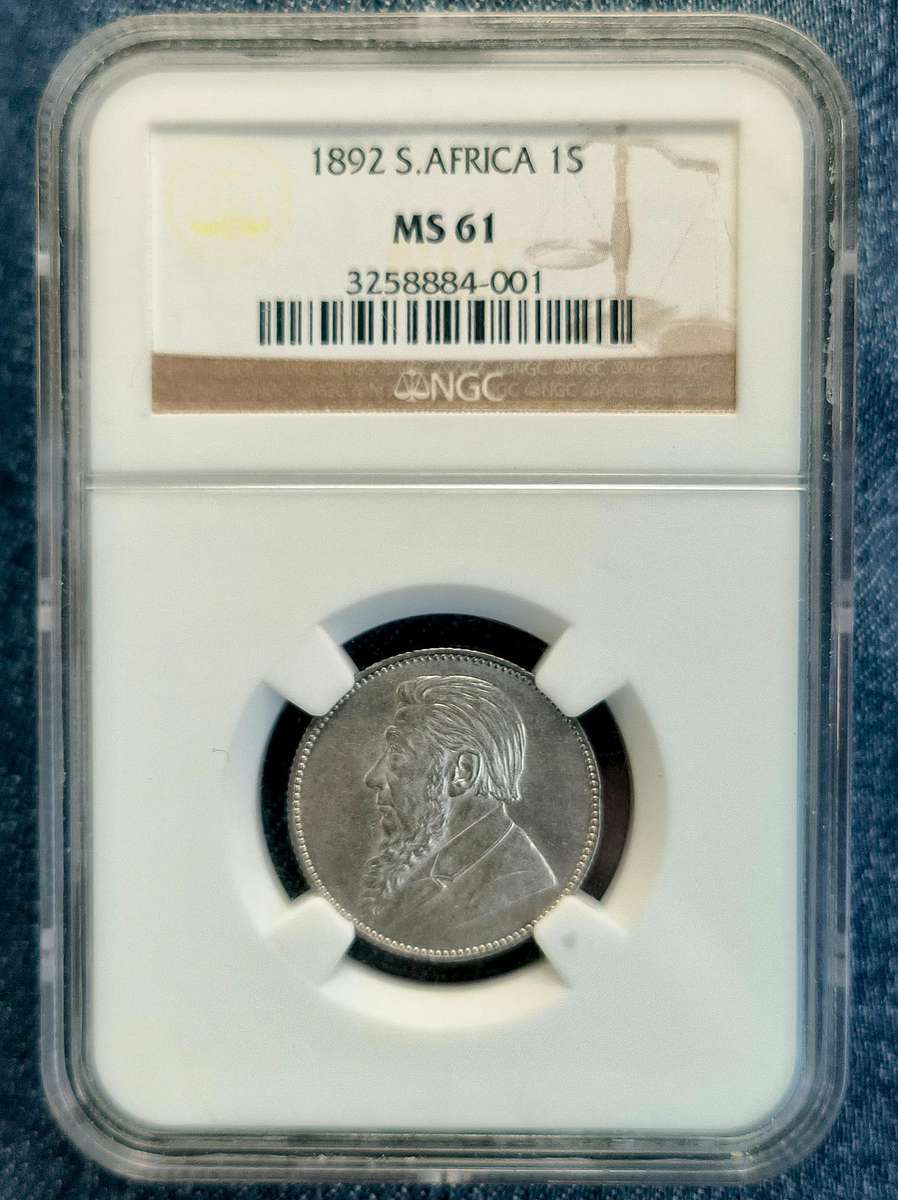 1892 S.AFRICA 1S
MS 61
3258884-001
NGC